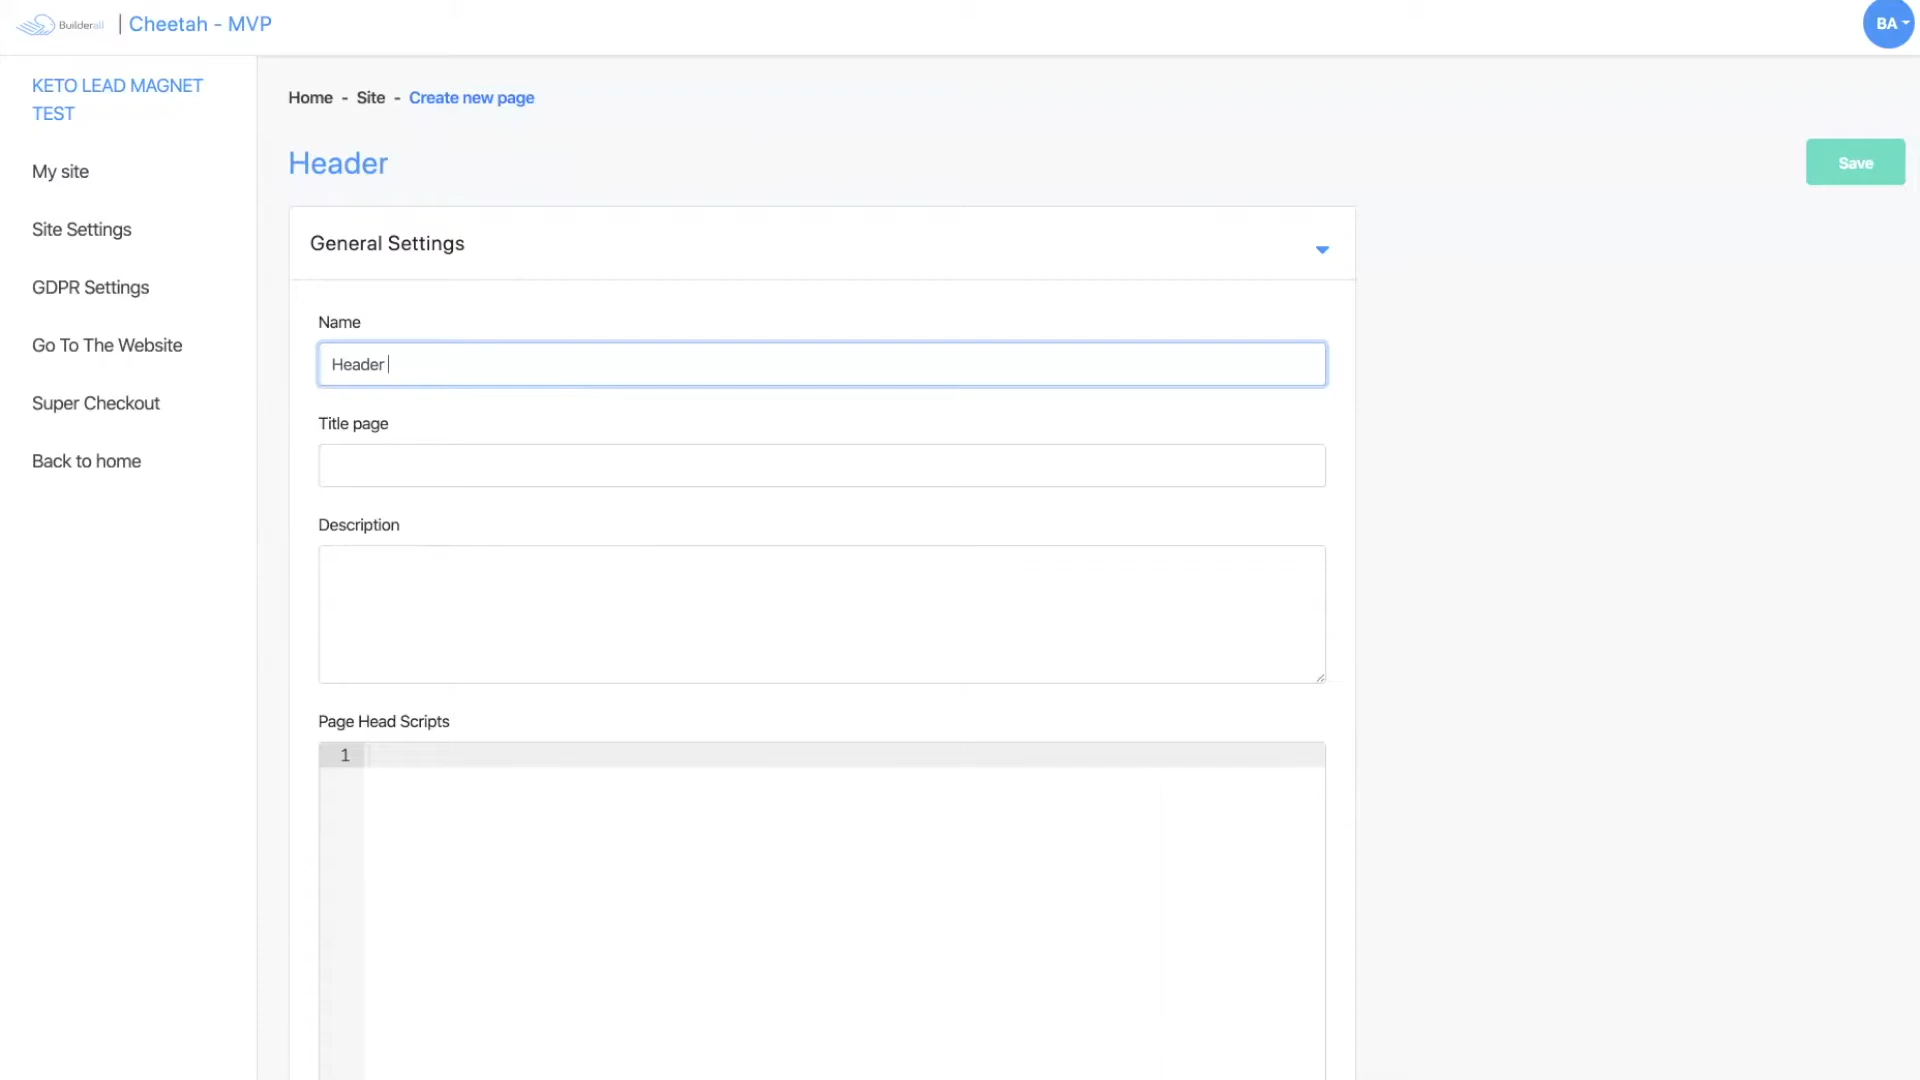 Builderall | Cheetah - MVP
BA
KETO LEAD MAGNET
TEST
My site
Site Settings
GDPR Settings
Go To The Website
Super Checkout
Back to home
Home - Site - Create new page
Header
Save
General Settings
Name
Header
Title page
Description
Page Head Scripts
1